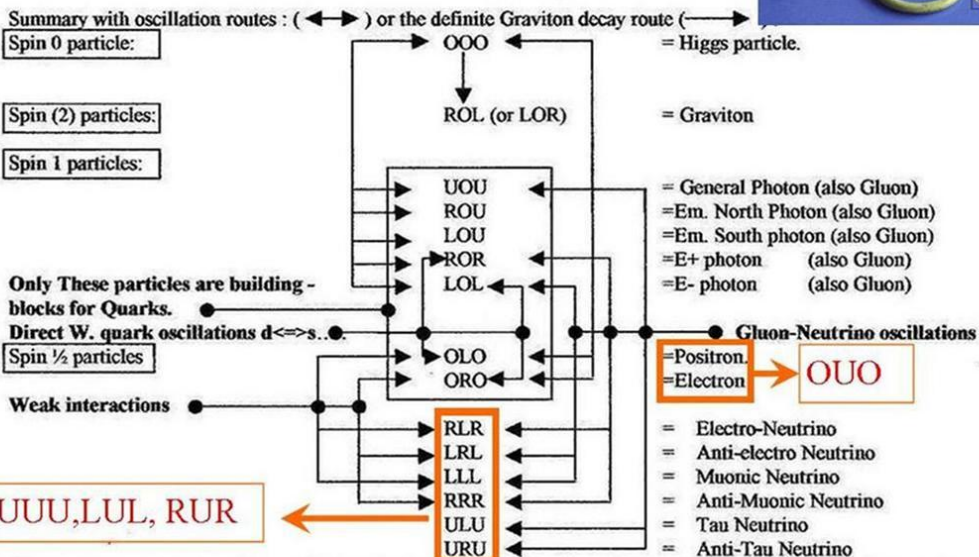 Summary with oscillation routes : ( ◄─► ) or the definite Graviton decay route (──► ).
Spin 0 particle: OOO = Higgs particle.
Spin (2) particles: ROL (or LOR) = Graviton
Spin 1 particles:
UOU = General Photon (also Gluon)
ROU =Em. North Photon (also Gluon)
LOU =Em. South photon (also Gluon)
ROR =E+ photon (also Gluon)
Only These particles are building - LOL =E- photon (also Gluon)
blocks for Quarks.
Direct W. quark oscillations d<=>s... Gluon-Neutrino oscillations
Spin ½ particles OLO =Positron.
ORO =Electron OUO
Weak interactions
RLR = Electro-Neutrino
LRL = Anti-electro Neutrino
LLL = Muonic Neutrino
UUU,LUL, RUR RRR = Anti-Muonic Neutrino
ULU = Tau Neutrino
URU = Anti-Tau Neutrino